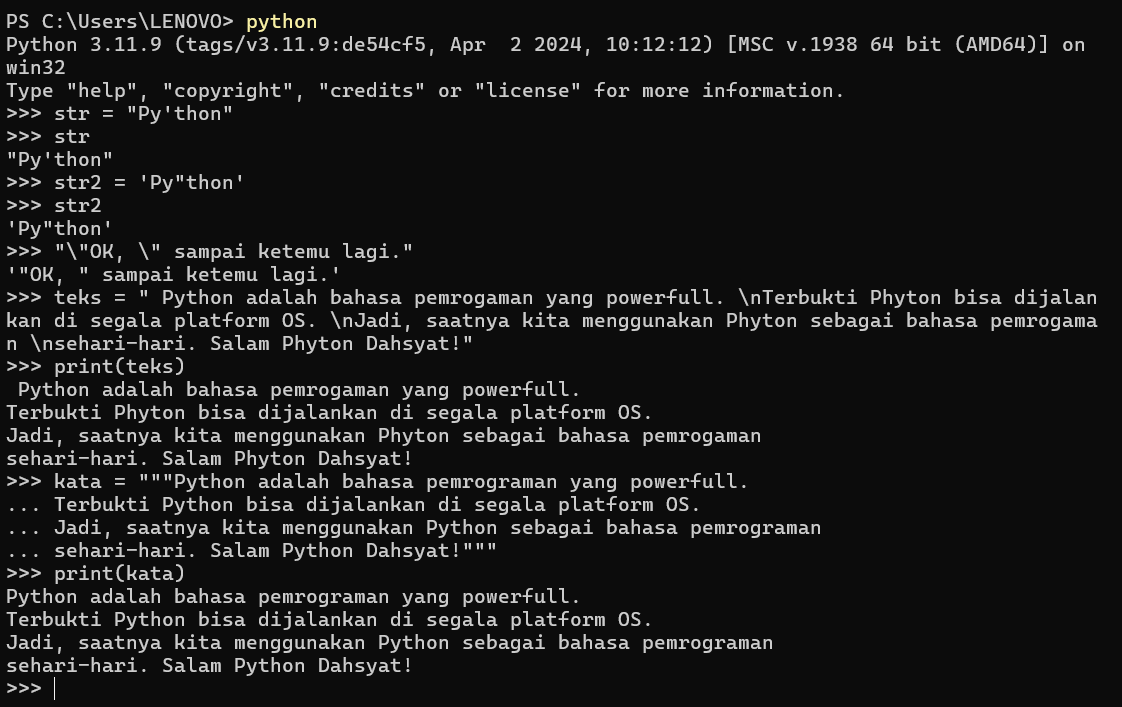 PS C:\Users\LENOVO> python
Python 3.11.9 (tags/v3.11.9:de54cf5, Apr  2 2024, 10:12:12) [MSC v.1938 64 bit (AMD64)] on
win32
Type "help", "copyright", "credits" or "license" for more information.
>>> str = "Py'thon"
>>> str
"Py'thon"
>>> str2 = 'Py"thon'
>>> str2
'Py"thon'
>>> "\"OK, \" sampai ketemu lagi."
'"OK, " sampai ketemu lagi.'
>>> teks = " Python adalah bahasa pemrogaman yang powerfull. \nTerbukti Phyton bisa dijalan
kan di segala platform OS. \nJadi, saatnya kita menggunakan Phyton sebagai bahasa pemrogama
n \nsehari-hari. Salam Phyton Dahsyat!"
>>> print(teks)
 Python adalah bahasa pemrogaman yang powerfull.
Terbukti Phyton bisa dijalankan di segala platform OS.
Jadi, saatnya kita menggunakan Phyton sebagai bahasa pemrogaman
sehari-hari. Salam Phyton Dahsyat!
>>> kata = """Python adalah bahasa pemrograman yang powerfull.
... Terbukti Python bisa dijalankan di segala platform OS.
... Jadi, saatnya kita menggunakan Python sebagai bahasa pemrograman
... sehari-hari. Salam Python Dahsyat!"""
>>> print(kata)
Python adalah bahasa pemrograman yang powerfull.
Terbukti Python bisa dijalankan di segala platform OS.
Jadi, saatnya kita menggunakan Python sebagai bahasa pemrograman
sehari-hari. Salam Python Dahsyat!
>>>